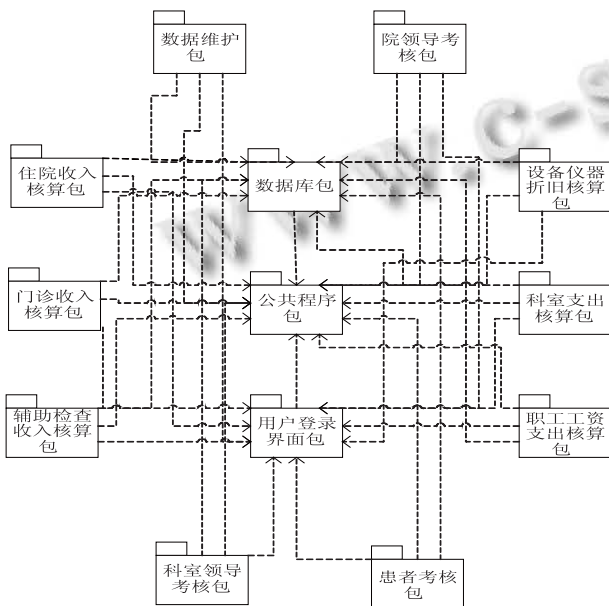 数据维护
包
院领导考
核包
www.c-s
住院收入
核算包
数据库包
设备仪器
折旧核算
包
门诊收入
核算包
公共程序
包
科室支出
核算包
辅助检查
收入核算
包
用户登录
界面包
职工工资
支出核算
包
科室领导
考核包
患者考核
包